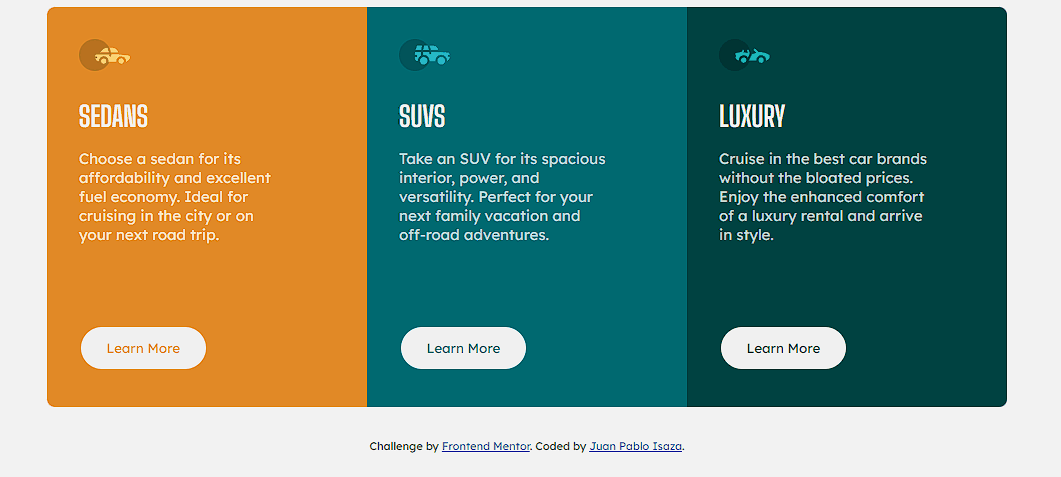 SEDANS
Choose a sedan for its
affordability and excellent
fuel economy. Ideal for
cruising in the city or on
your next road trip.
Learn More
SUVS
Take an SUV for its spacious
interior, power, and
versatility. Perfect for your
next family vacation and
off-road adventures.
Learn More
LUXURY
Cruise in the best car brands
without the bloated prices.
Enjoy the enhanced comfort
of a luxury rental and arrive
in style.
Learn More
Challenge by Frontend Mentor. Coded by Juan Pablo Isaza.